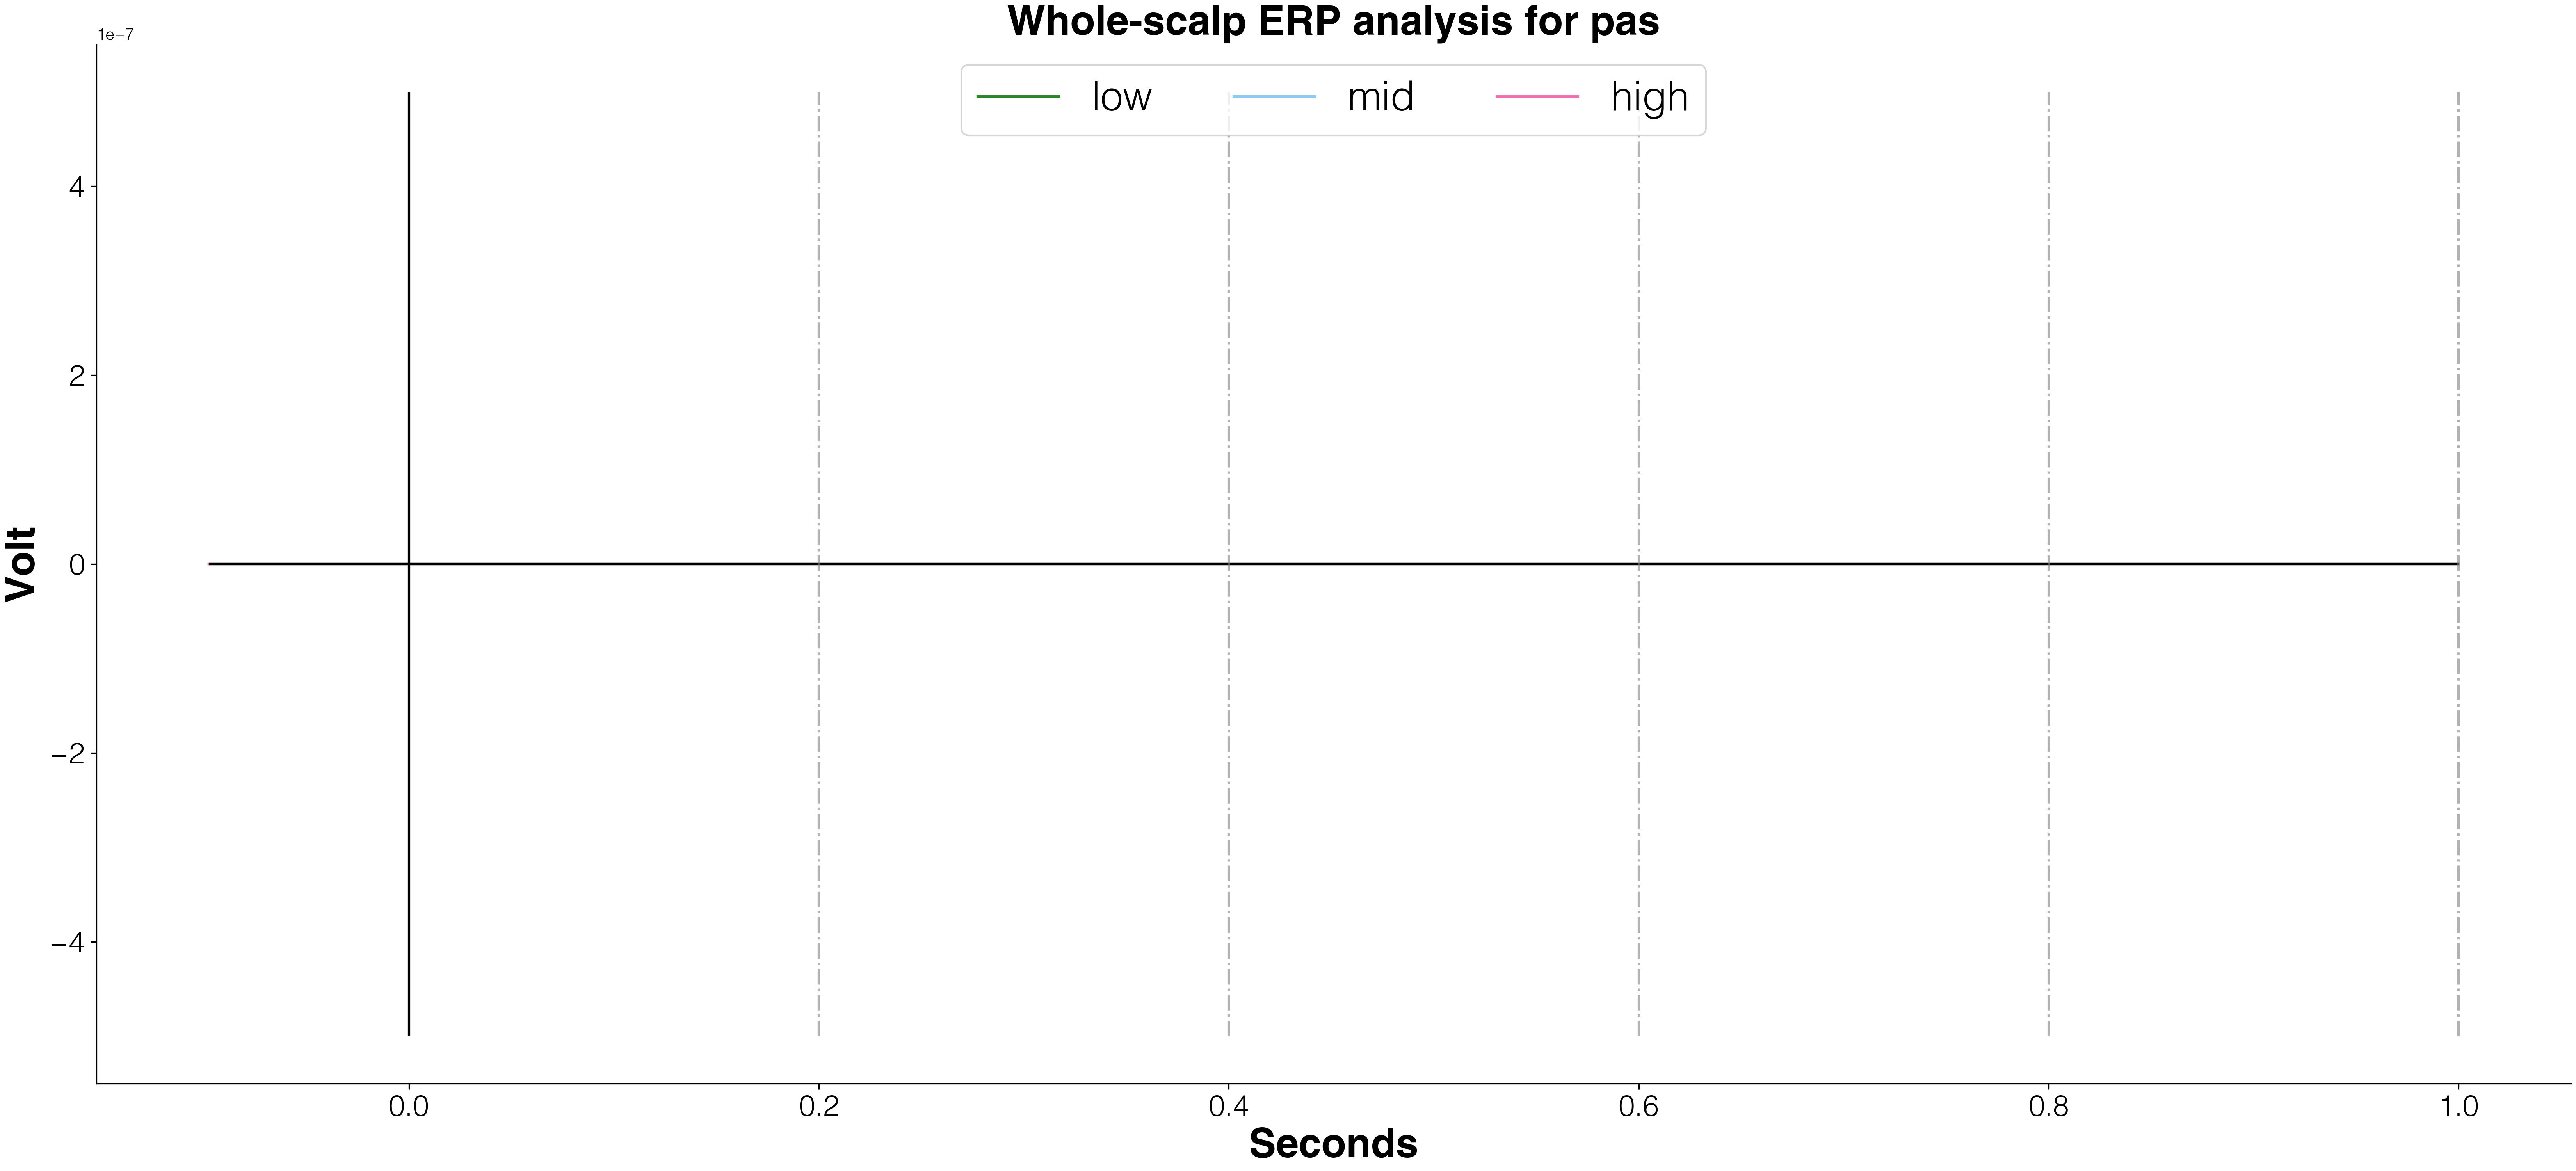 Whole-scalp ERP analysis for pas
1e−7
low mid high
4
2
0
−2
−4
Volt
0.0 0.2 0.4 0.6 0.8 1.0
Seconds